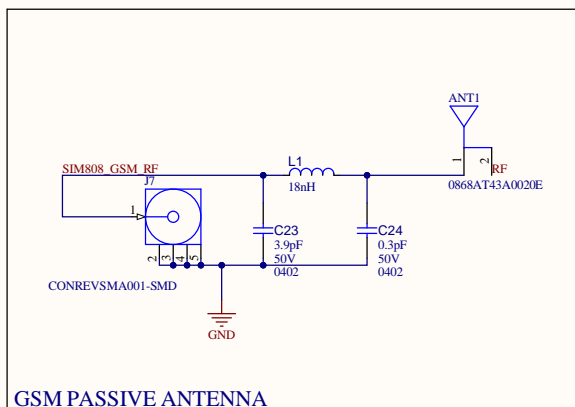 ANT1
1
2
RF
0868AT43A0020E
SIM808_GSM_RF
J7
1
L1
18nH
C23
3.9pF
50V
0402
C24
0.3pF
50V
0402
2
3
4
5
CONREVSMA001-SMD
GND
GSM PASSIVE ANTENNA